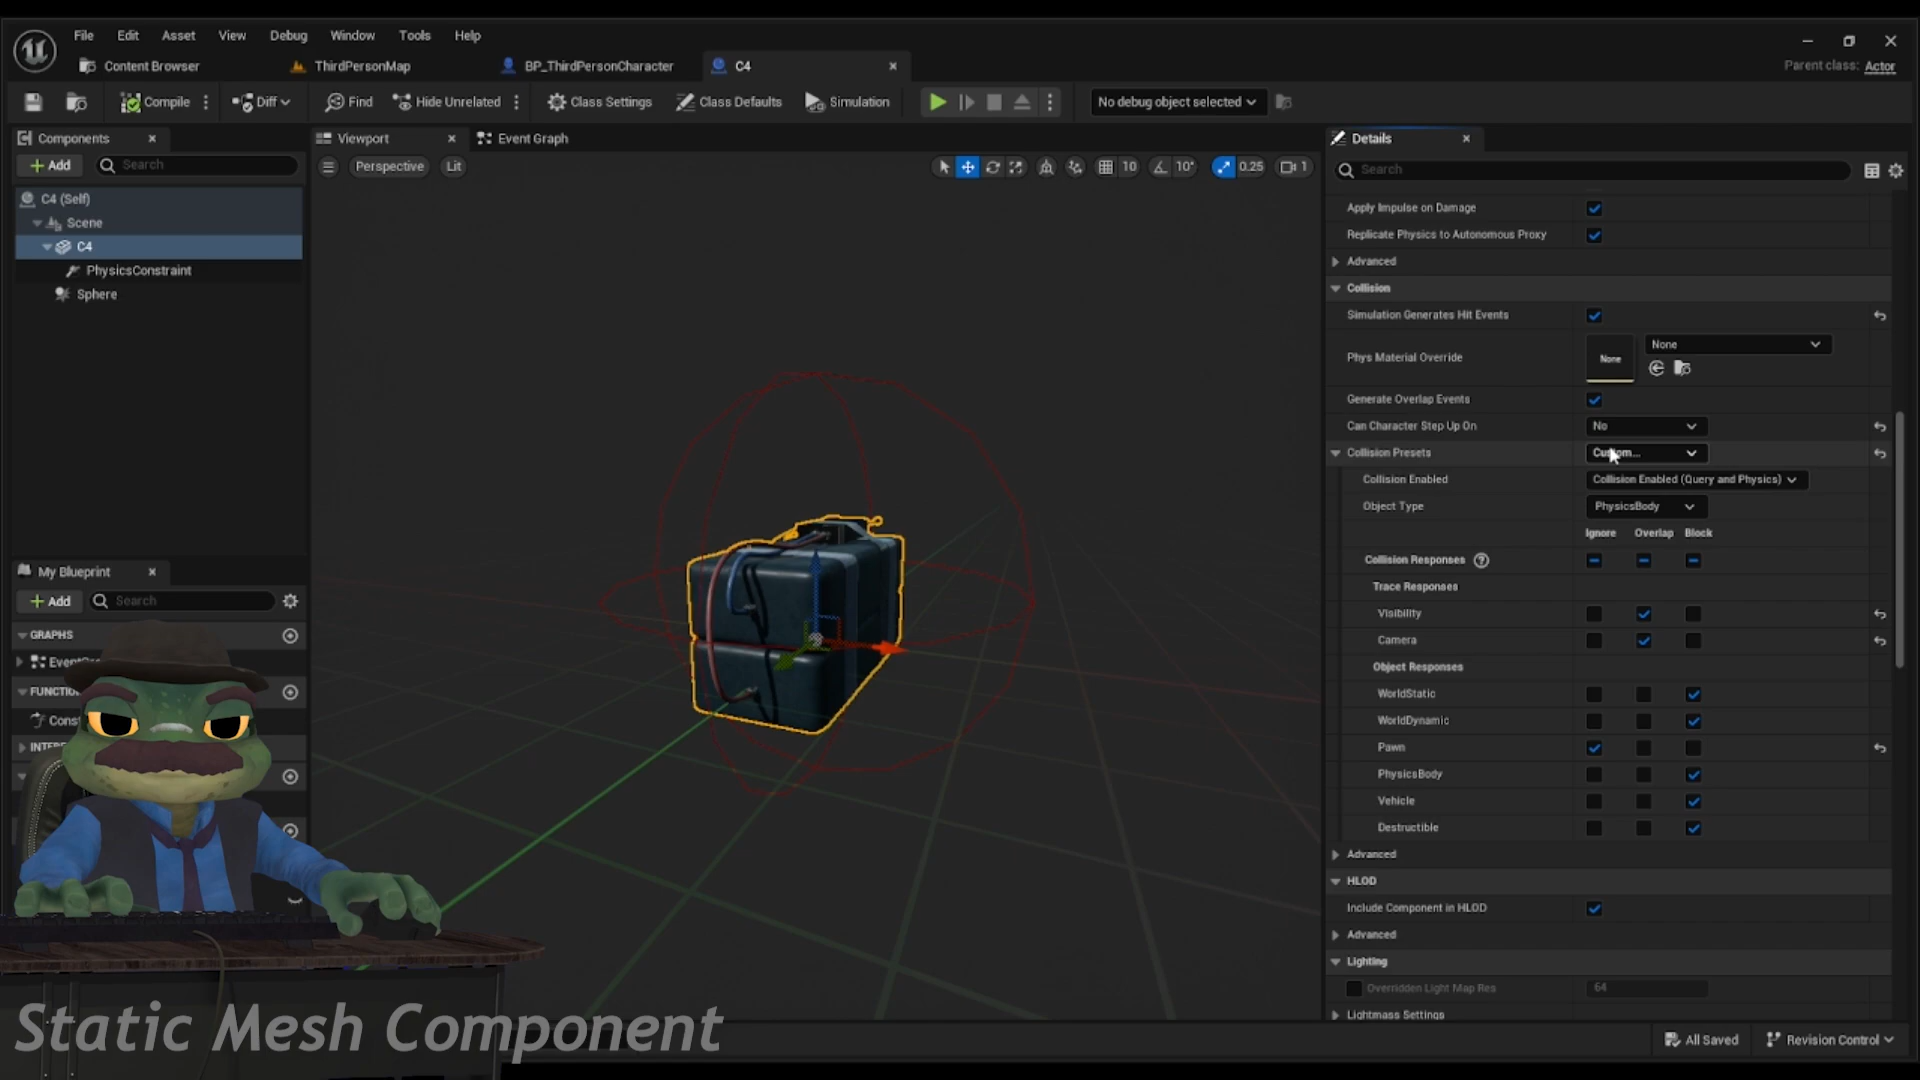 File Edit Asset View Debug Window Tools Help
Content Browser ThirdPersonMap BP_ThirdPersonCharacter C4 Parent class: Actor
Compile Diff Find Hide Unrelated Class Settings Class Defaults Simulation No debug object selected
Components Viewport Event Graph Details
Add Search Perspective Lit 10 10° 0.25 1 Search
C4 (Self)
Scene
C4
PhysicsConstraint
Sphere
My Blueprint
Add Search
GRAPHS
FUNCTIO
Cons
Apply Impulse on Damage
Replicate Physics to Autonomous Proxy
Advanced
Collision
Simulation Generates Hit Events
Phys Material Override None None
Generate Overlap Events
Can Character Step Up On No
Collision Presets
Collision Enabled Collision Enabled (Query and Physics)
Object Type PhysicsBody
Ignore Overlap Block
Collision Responses
Trace Responses
Visibility
Camera
Object Responses
WorldStatic
WorldDynamic
Pawn
PhysicsBody
Vehicle
Destructible
Advanced
HLOD
Include Component in HLOD
Advanced
Lighting
Overridden Light Map Res 64
Lightmass Settings
All Saved Revision Control
Static Mesh Component